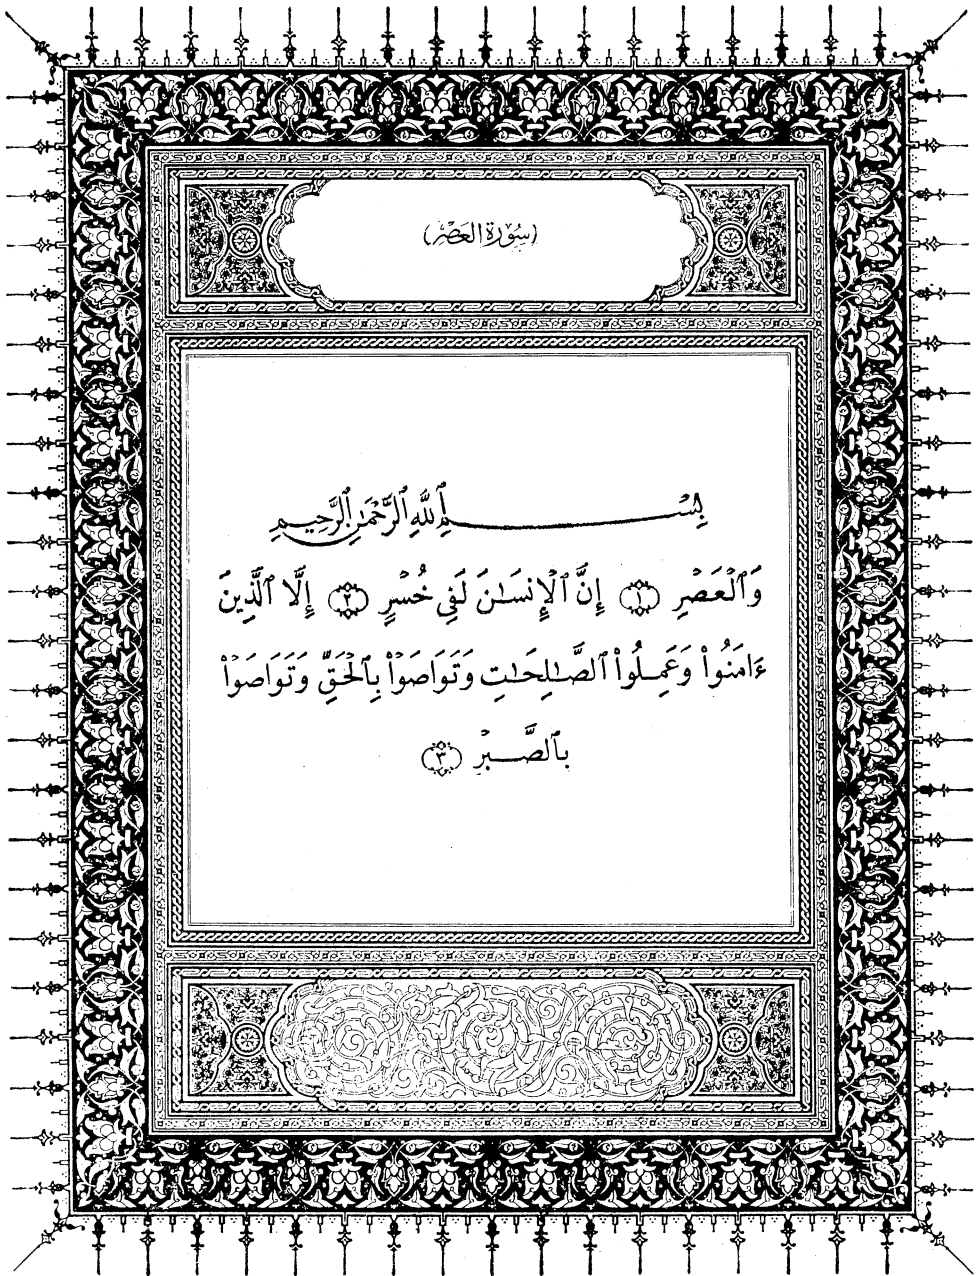 (سُورَةُ العَصْرِ)
بِسْمِ ٱللَّهِ ٱلرَّحْمَٰنِ ٱلرَّحِيمِ
وَٱلْعَصْرِ ﴿١﴾ إِنَّ ٱلْإِنسَـٰنَ لَفِى خُسْرٍ ﴿٢﴾ إِلَّا ٱلَّذِينَ
ءَامَنُوا۟ وَعَمِلُوا۟ ٱلصَّـٰلِحَـٰتِ وَتَوَاصَوْا۟ بِٱلْحَقِّ وَتَوَاصَوْا۟
بِٱلصَّبْرِ ﴿٣﴾